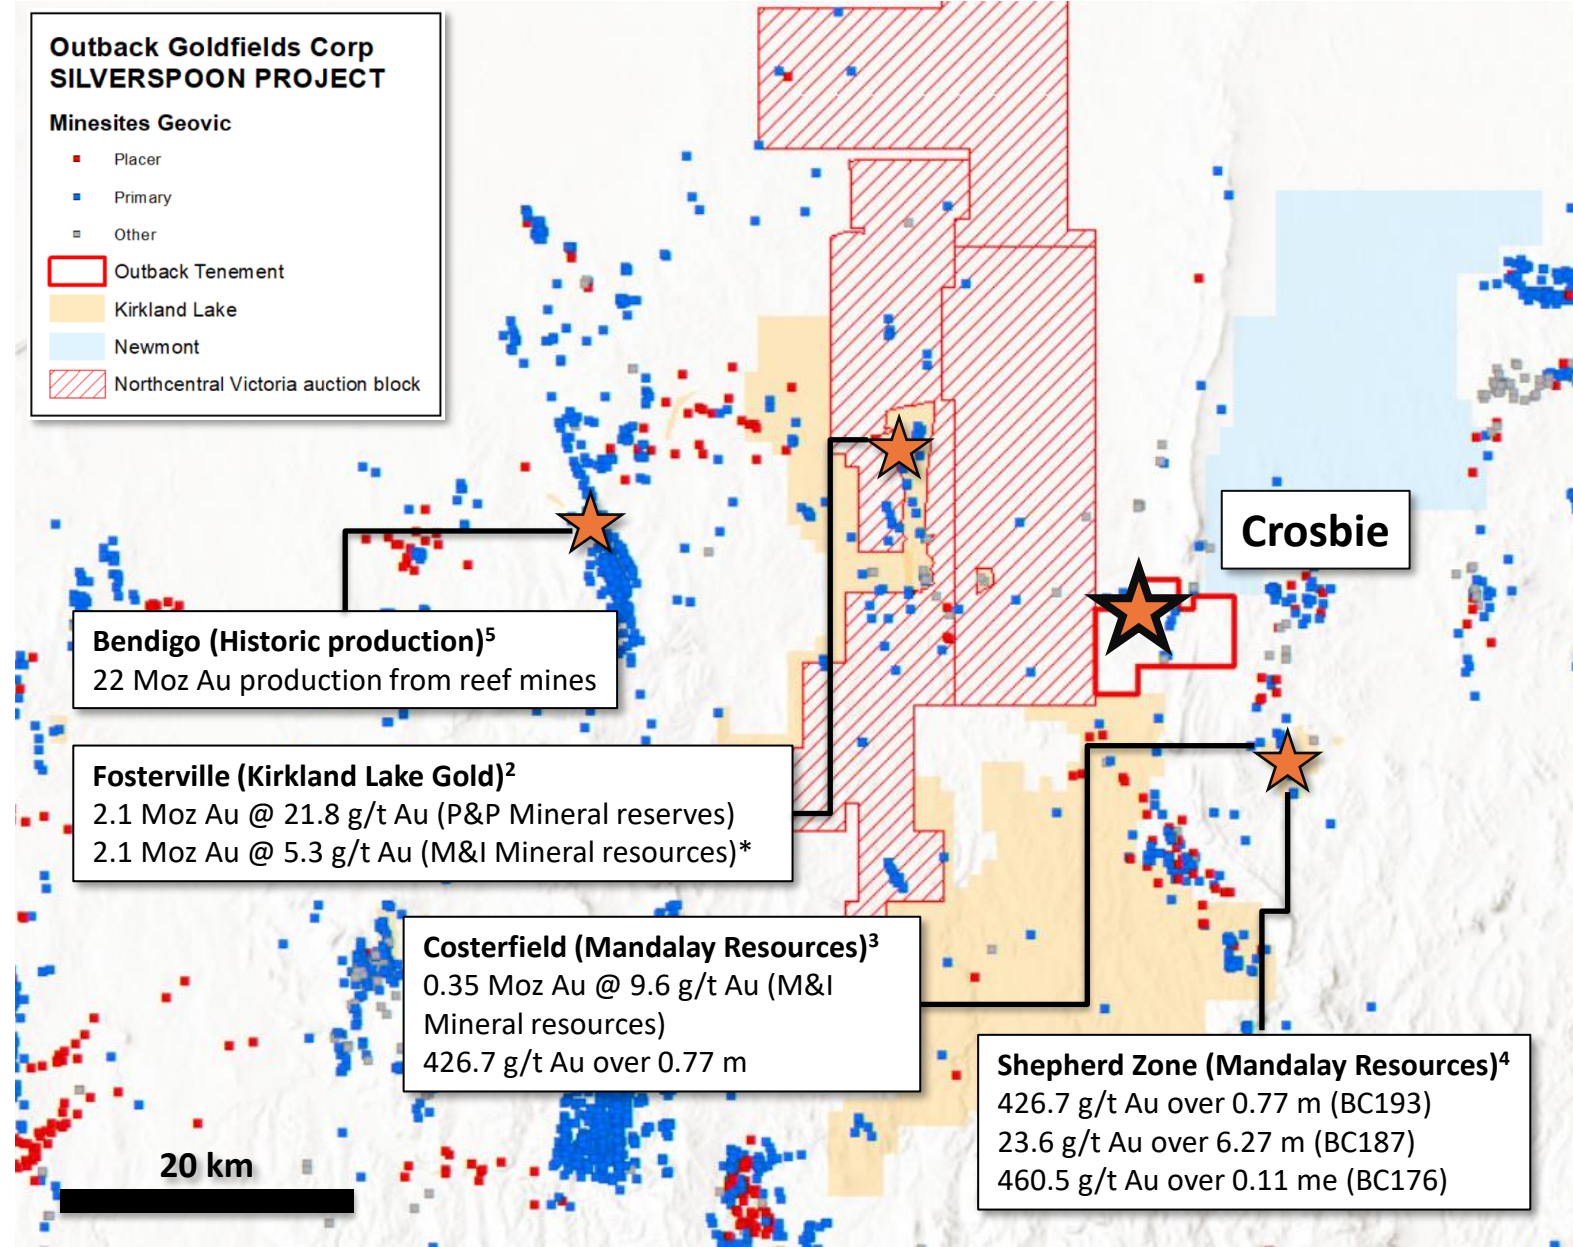 Outback Goldfields Corp
SILVERSPOON PROJECT
Minesites Geovic
Placer
Primary
Other
Outback Tenement
Kirkland Lake
Newmont
Northcentral Victoria auction block
Crosbie
Bendigo (Historic production)5
22 Moz Au production from reef mines
Fosterville (Kirkland Lake Gold)2
2.1 Moz Au @ 21.8 g/t Au (P&P Mineral reserves)
2.1 Moz Au @ 5.3 g/t Au (M&I Mineral resources)*
Costerfield (Mandalay Resources)3
0.35 Moz Au @ 9.6 g/t Au (M&I
Mineral resources)
426.7 g/t Au over 0.77 m
Shepherd Zone (Mandalay Resources)4
426.7 g/t Au over 0.77 m (BC193)
23.6 g/t Au over 6.27 m (BC187)
460.5 g/t Au over 0.11 me (BC176)
20 km